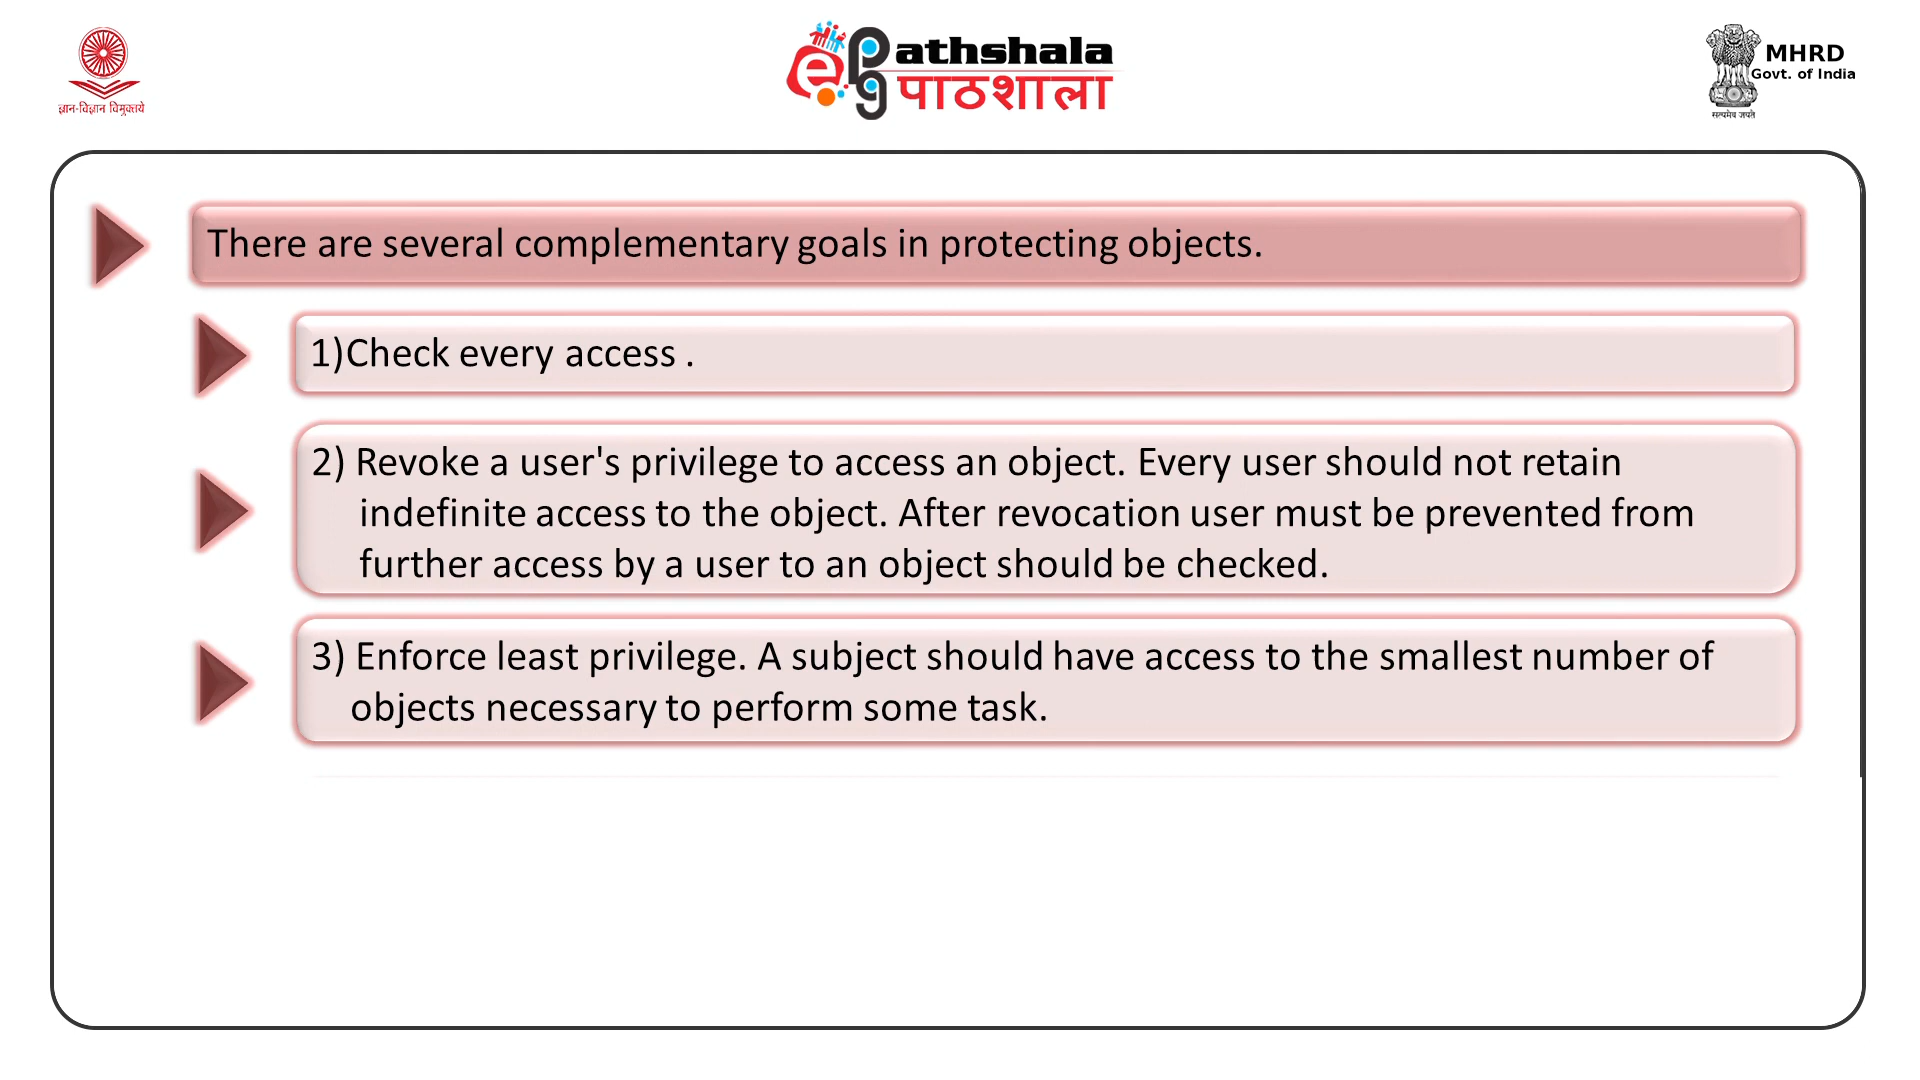 ज्ञान-विज्ञान विमुक्तये
ePg
athshala
पाठशाला
MHRD
Govt. of India
सत्यमेव जयते
There are several complementary goals in protecting objects.
1)Check every access .
2) Revoke a user's privilege to access an object. Every user should not retain
indefinite access to the object. After revocation user must be prevented from
further access by a user to an object should be checked.
3) Enforce least privilege. A subject should have access to the smallest number of
objects necessary to perform some task.